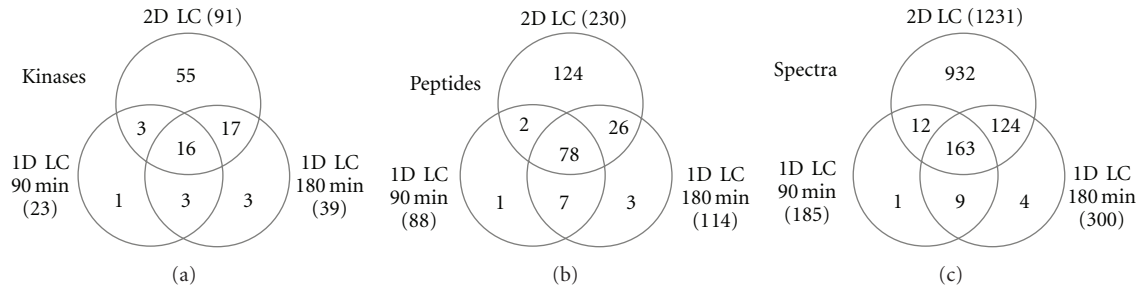 2D LC (91)
Kinases
55
3
17
16
1D LC
90 min
(23)
1
3
3
1D LC
180 min
(39)
(a)
2D LC (230)
Peptides
124
2
26
78
1D LC
90 min
(88)
1
7
3
1D LC
180 min
(114)
(b)
2D LC (1231)
Spectra
932
12
124
163
1D LC
90 min
(185)
1
9
4
1D LC
180 min
(300)
(c)